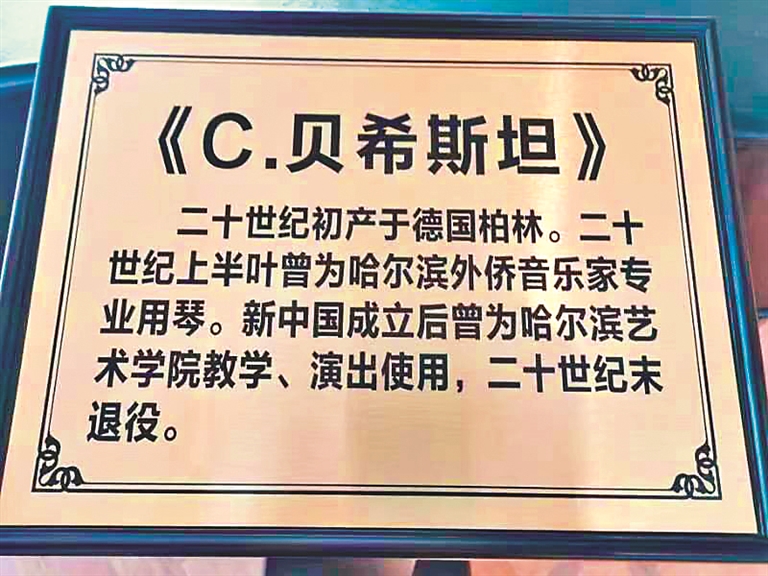 《C.贝希斯坦》
二十世纪初产于德国柏林。二十
世纪上半叶曾为哈尔滨外侨音乐家专
业用琴。新中国成立后曾为哈尔滨艺
术学院教学、演出使用，二十世纪末
退役。